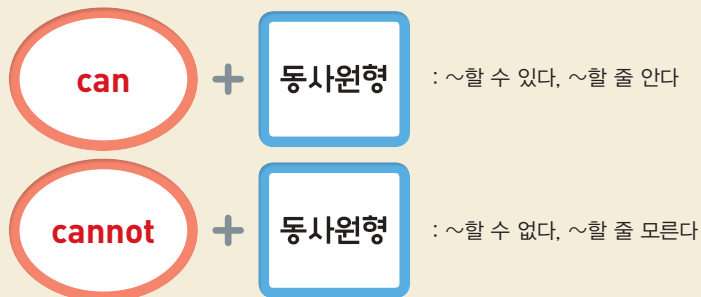 can + 동사원형 : ~할 수 있다, ~할 줄 안다
cannot + 동사원형 : ~할 수 없다, ~할 줄 모른다